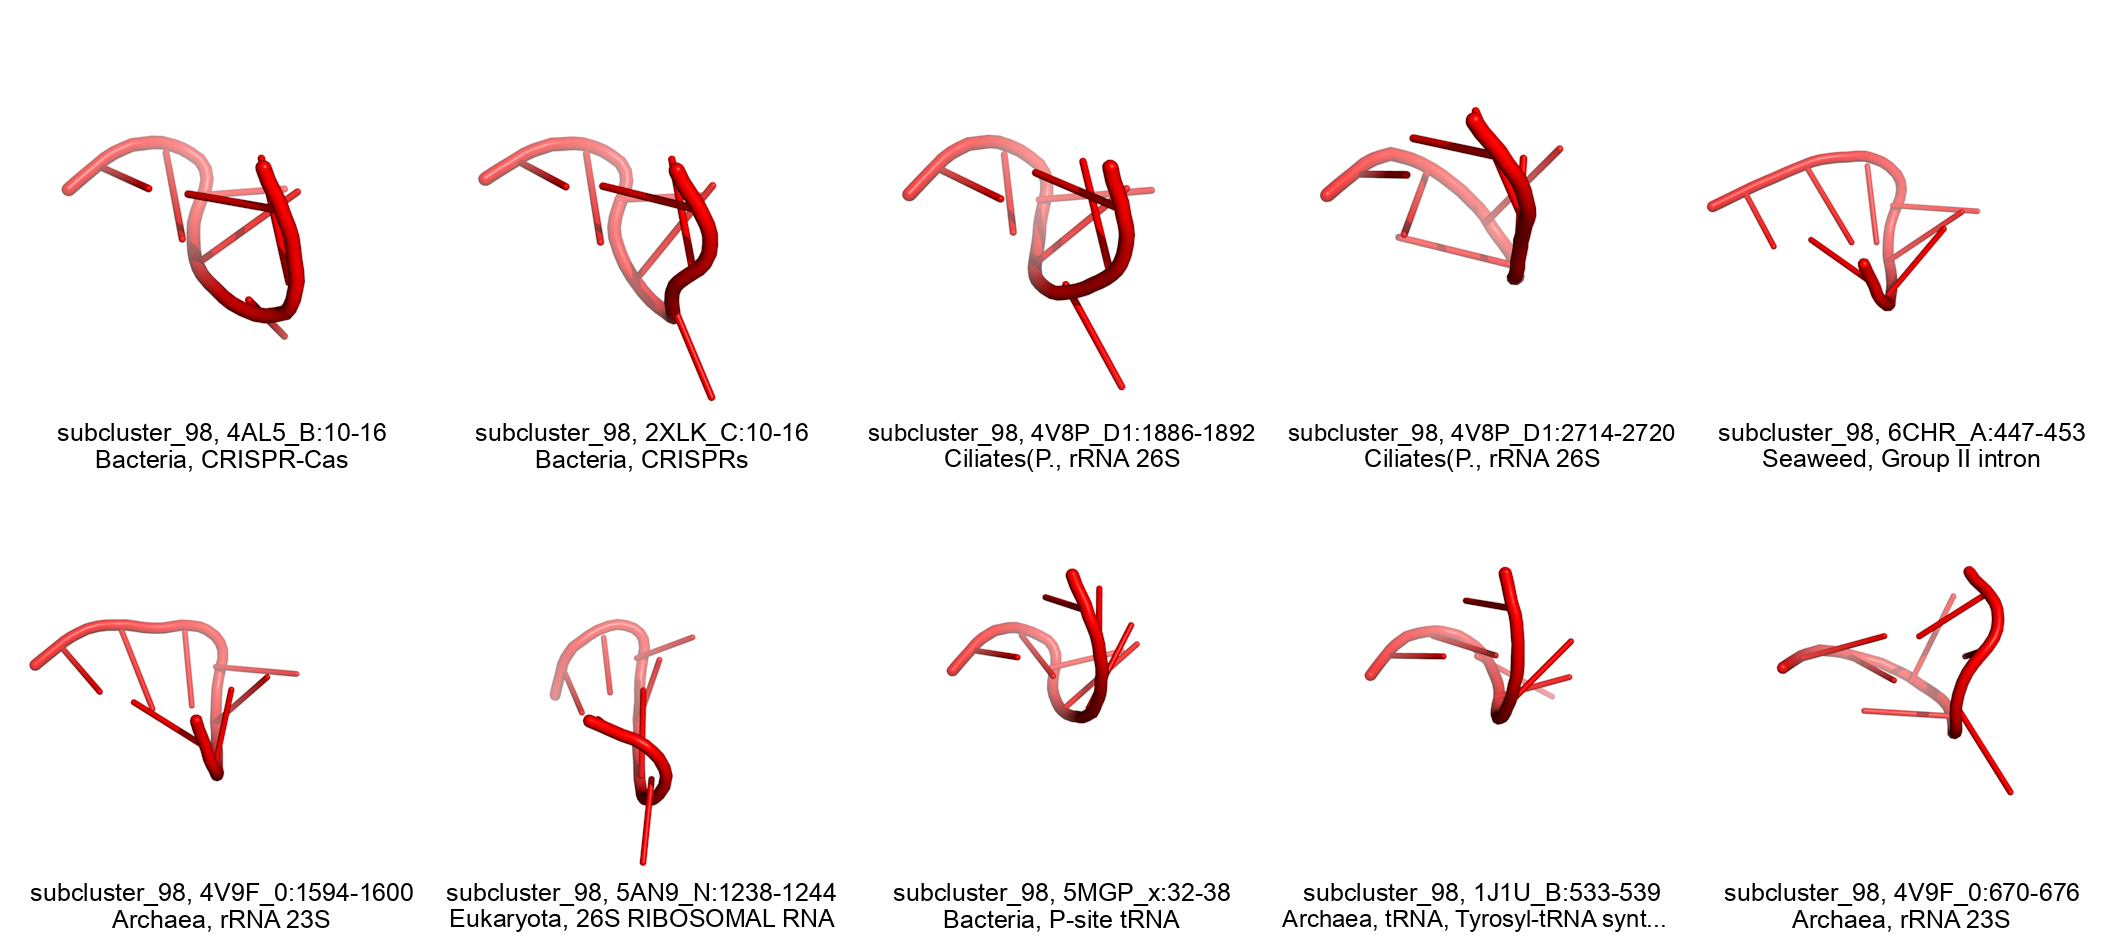 subcluster_98, 4AL5_B:10-16
Bacteria, CRISPR-Cas
subcluster_98, 2XLK_C:10-16
Bacteria, CRISPRs
subcluster_98, 4V8P_D1:1886-1892
Ciliates(P., rRNA 26S
subcluster_98, 4V8P_D1:2714-2720
Ciliates(P., rRNA 26S
subcluster_98, 6CHR_A:447-453
Seaweed, Group II intron
subcluster_98, 4V9F_0:1594-1600
Archaea, rRNA 23S
subcluster_98, 5AN9_N:1238-1244
Eukaryota, 26S RIBOSOMAL RNA
subcluster_98, 5MGP_x:32-38
Bacteria, P-site tRNA
subcluster_98, 1J1U_B:533-539
Archaea, tRNA, Tyrosyl-tRNA synt...
subcluster_98, 4V9F_0:670-676
Archaea, rRNA 23S